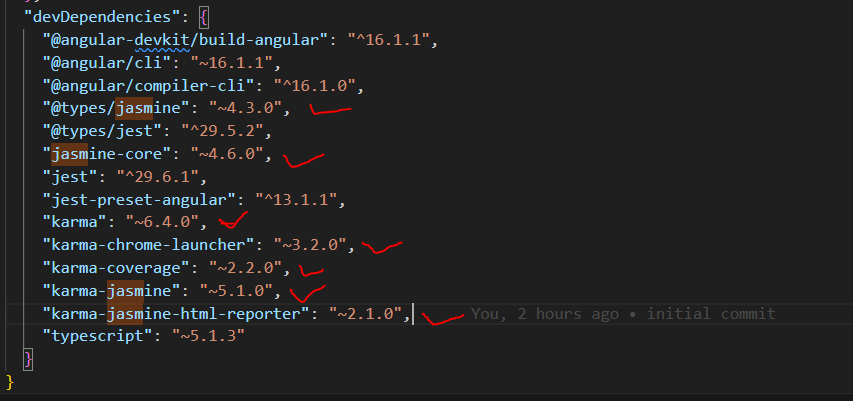 "devDependencies": {
"@angular-devkit/build-angular": "^16.1.1",
"@angular/cli": "~16.1.1",
"@angular/compiler-cli": "^16.1.0",
"@types/jasmine": "~4.3.0",
"@types/jest": "^29.5.2",
"jasmine-core": "~4.6.0",
"jest": "^29.6.1",
"jest-preset-angular": "^13.1.1",
"karma": "~6.4.0",
"karma-chrome-launcher": "~3.2.0",
"karma-coverage": "~2.2.0",
"karma-jasmine": "~5.1.0",
"karma-jasmine-html-reporter": "~2.1.0", You, 2 hours ago • initial commit
"typescript": "~5.1.3"
}
}